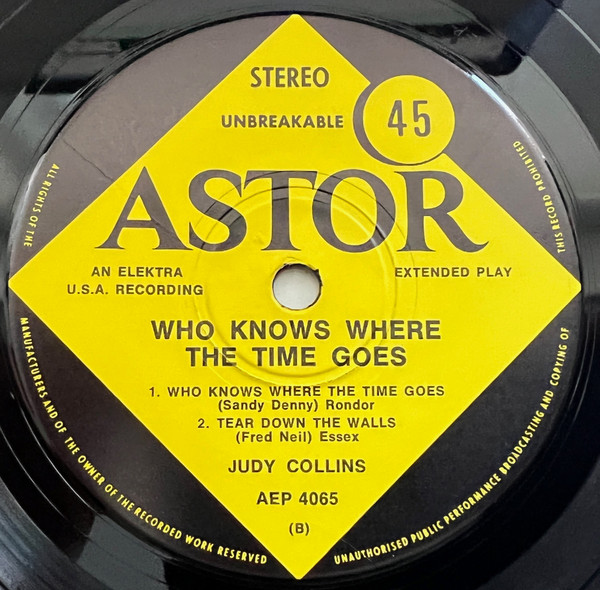 STEREO
UNBREAKABLE
45
ASTOR
AN ELEKTRA
U.S.A. RECORDING
EXTENDED PLAY
WHO KNOWS WHERE
THE TIME GOES
1. WHO KNOWS WHERE THE TIME GOES
(Sandy Denny) Rondor
2. TEAR DOWN THE WALLS
(Fred Neil) Essex
JUDY COLLINS
AEP 4065
(B)
ALL RIGHTS OF THE
MANUFACTURERS AND OF THE OWNER OF THE RECORDED WORK RESERVED
UNAUTHORISED PUBLIC PERFORMANCE BROADCASTING AND COPYING OF
THIS RECORD PROHIBITED